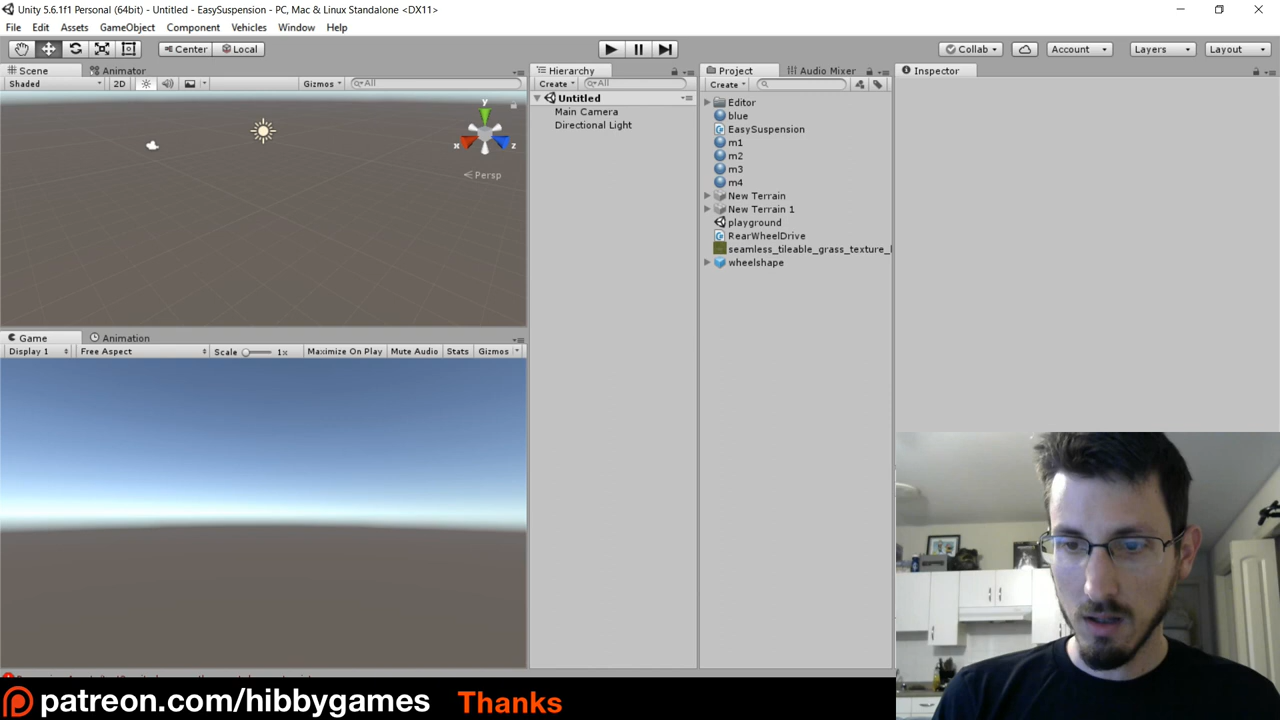 Unity 5.6.1f1 Personal (64bit) - Untitled - EasySuspension - PC, Mac & Linux Standalone <DX11>
File Edit Assets GameObject Component Vehicles Window Help
Center Local Collab Account Layers Layout
Scene Animator Hierarchy Project Audio Mixer Inspector
Shaded 2D Gizmos All Create All Create
Untitled
Main Camera
Directional Light
y
x z
Persp
Editor
blue
EasySuspension
m1
m2
m3
m4
New Terrain
New Terrain 1
playground
RearWheelDrive
seamless_tileable_grass_texture_
wheelshape
Game Animation
Display 1 Free Aspect Scale 1x Maximize On Play Mute Audio Stats Gizmos
patreon.com/hibbygames Thanks